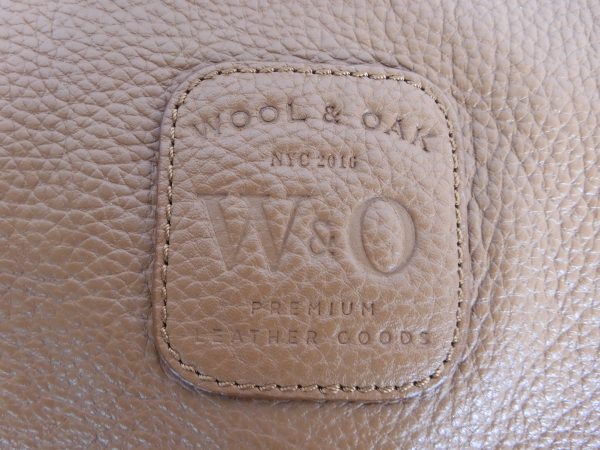 WOOL & OAK
NYC 2016
W&O
PREMIUM
LEATHER GOODS